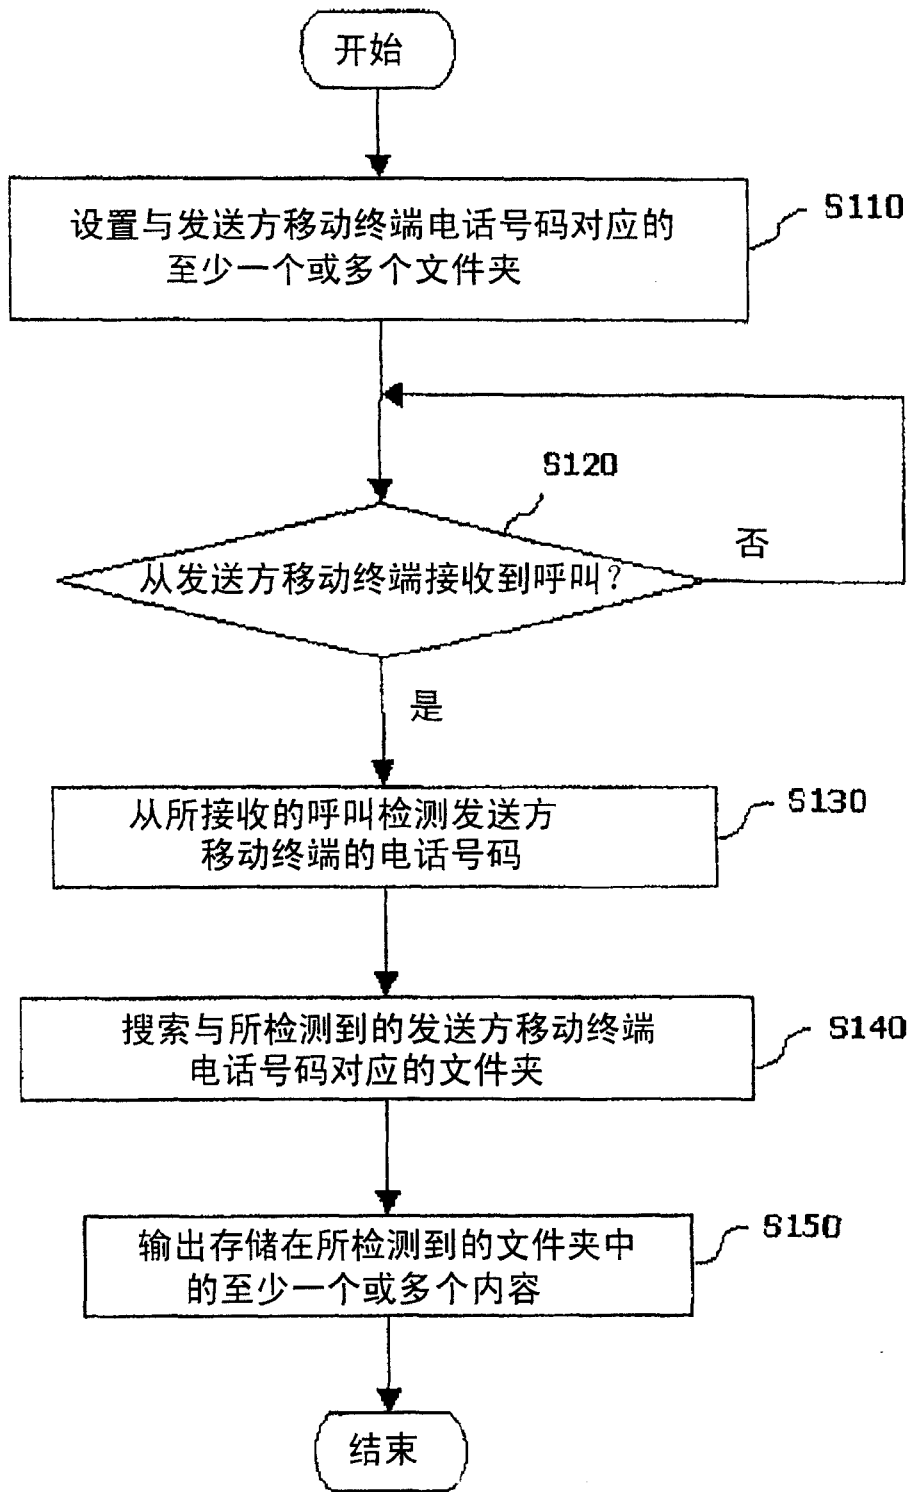 开始
设置与发送方移动终端电话号码对应的
至少一个或多个文件夹
S110
S120
从发送方移动终端接收到呼叫?
否
是
从所接收的呼叫检测发送方
移动终端的电话号码
S130
搜索与所检测到的发送方移动终端
电话号码对应的文件夹
S140
输出存储在所检测到的文件夹中
的至少一个或多个内容
S150
结束